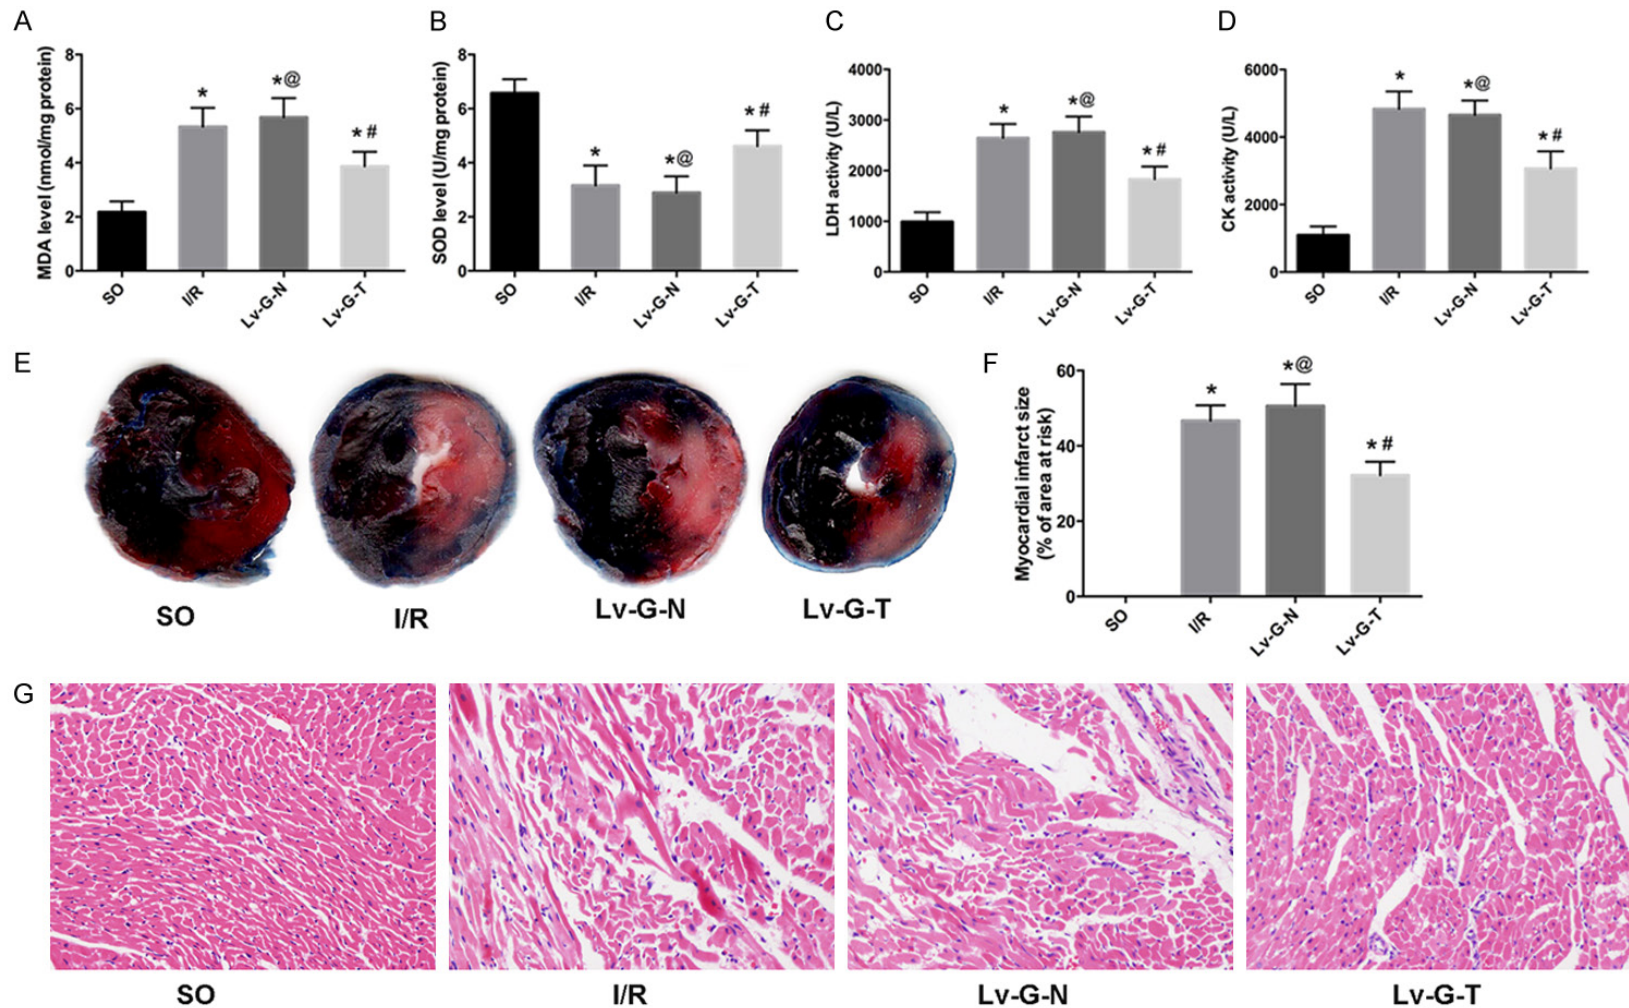 A
B
C
D
MDA level (nmol/mg protein)
8
6
4
2
0
*
*@
*#
SO
I/R
Lv-G-N
Lv-G-T
SOD level (U/mg protein)
8
6
4
2
0
*
*@
*#
SO
I/R
Lv-G-N
Lv-G-T
LDH activity (U/L)
4000
3000
2000
1000
0
*
*@
*#
SO
I/R
Lv-G-N
Lv-G-T
CK activity (U/L)
6000
4000
2000
0
*
*@
*#
SO
I/R
Lv-G-N
Lv-G-T
E
SO
I/R
Lv-G-N
Lv-G-T
F
Myocardial infarct size
(% of area at risk)
60
40
20
0
*
*@
*#
SO
I/R
Lv-G-N
Lv-G-T
G
SO
I/R
Lv-G-N
Lv-G-T